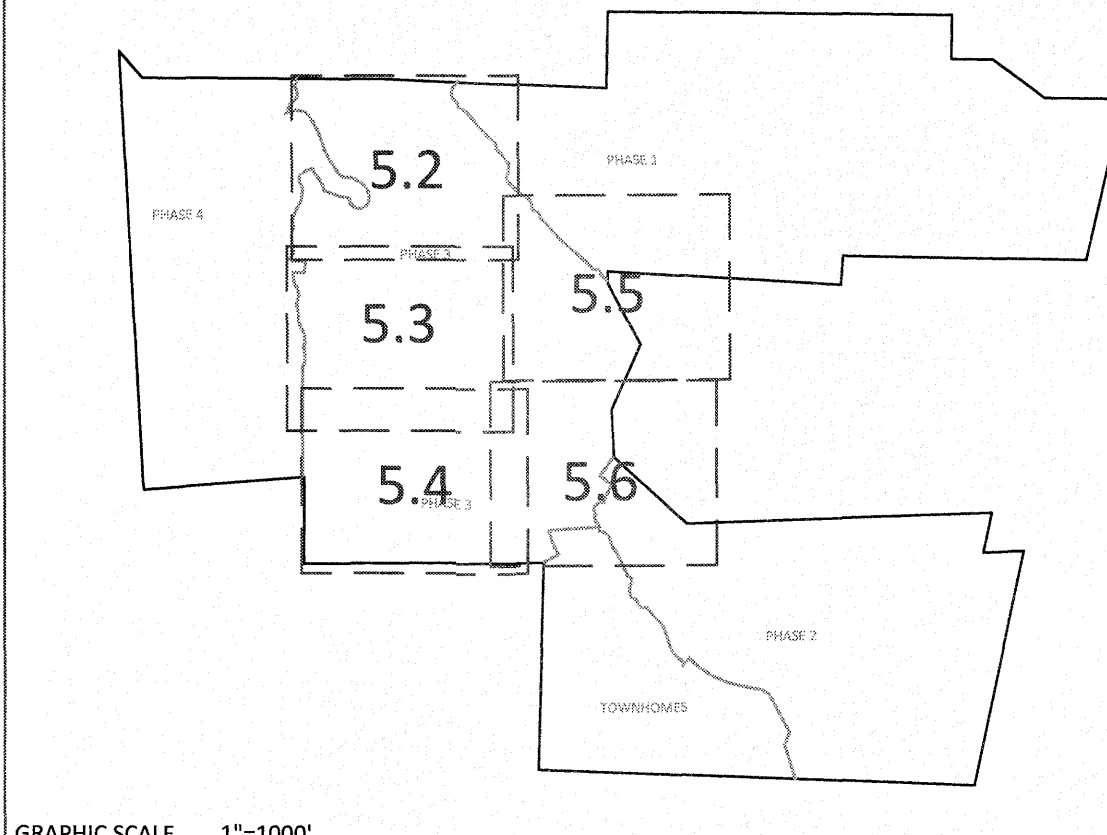 PHASE 1
5.2
PHASE 4
PHASE 3
5.5
5.3
5.4
PHASE 3
5.6
PHASE 2
TOWNHOMES
GRAPHIC SCALE 1"=1000'